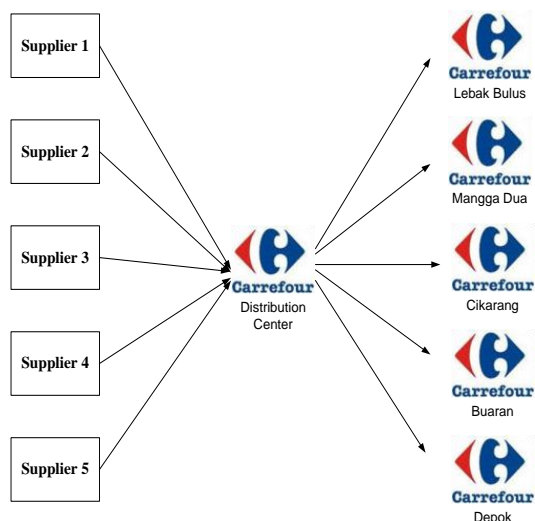 Supplier 1
Supplier 2
Supplier 3
Supplier 4
Supplier 5
Carrefour
Distribution
Center
Carrefour
Lebak Bulus
Carrefour
Mangga Dua
Carrefour
Cikarang
Carrefour
Buaran
Carrefour
Depok